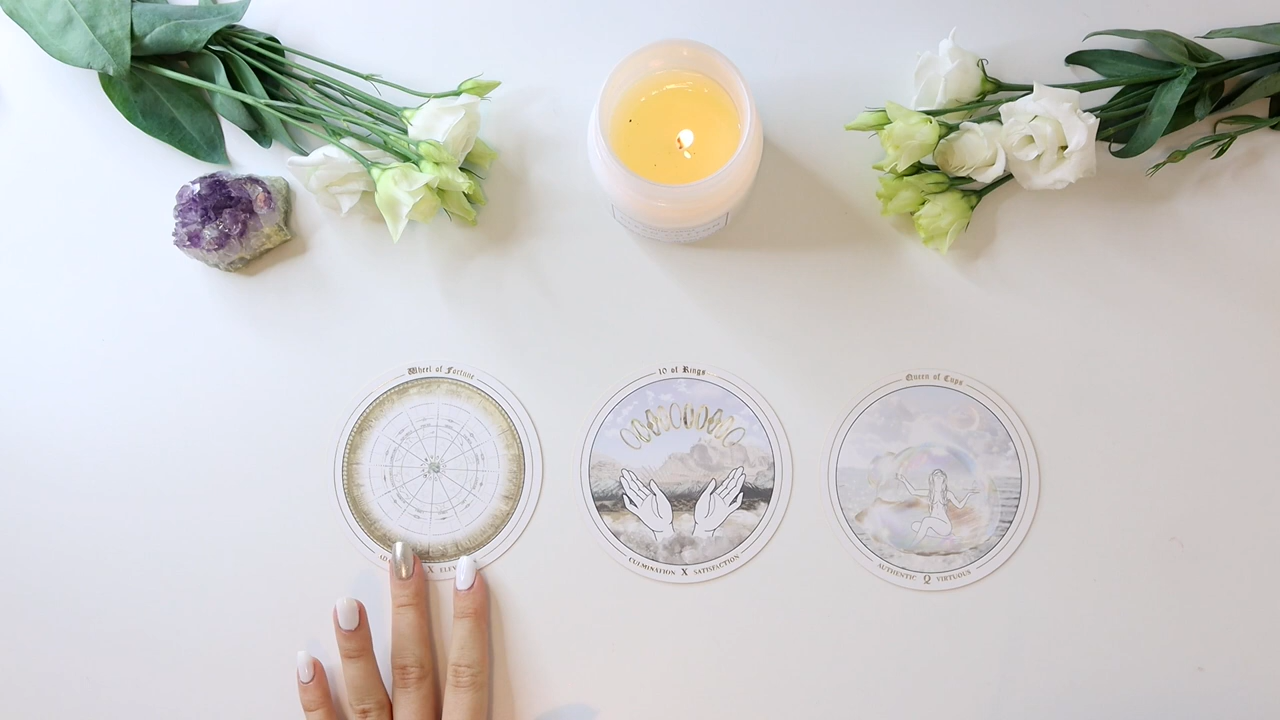 Wheel of Fortune
10 of Rings
Queen of Cups
X
CULMINATION X SATISFACTION
AUTHENTIC Q VIRTUOUS